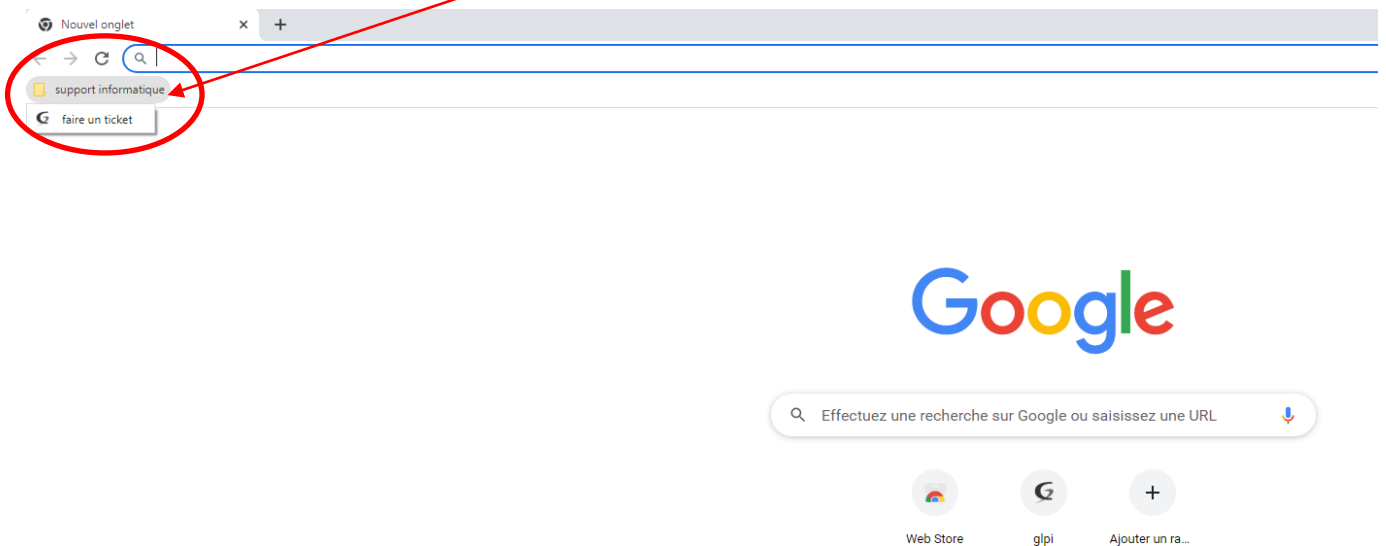 Nouvel onglet
support informatique
faire un ticket
Google
Effectuez une recherche sur Google ou saisissez une URL
Web Store
glpi
Ajouter un ra...